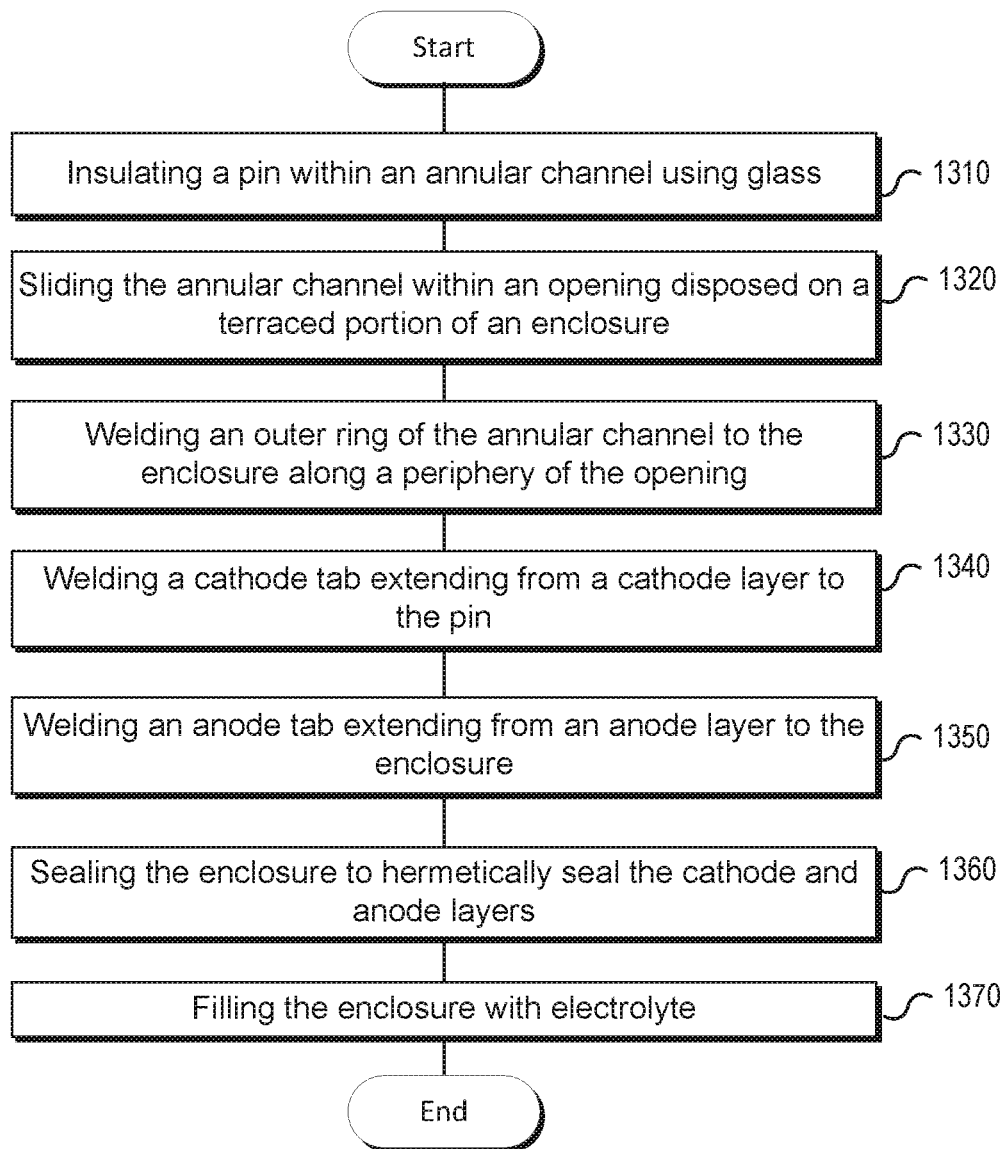 Start
Insulating a pin within an annular channel using glass
1310
Sliding the annular channel within an opening disposed on a
terraced portion of an enclosure
1320
Welding an outer ring of the annular channel to the
enclosure along a periphery of the opening
1330
Welding a cathode tab extending from a cathode layer to
the pin
1340
Welding an anode tab extending from an anode layer to the
enclosure
1350
Sealing the enclosure to hermetically seal the cathode and
anode layers
1360
Filling the enclosure with electrolyte
1370
End